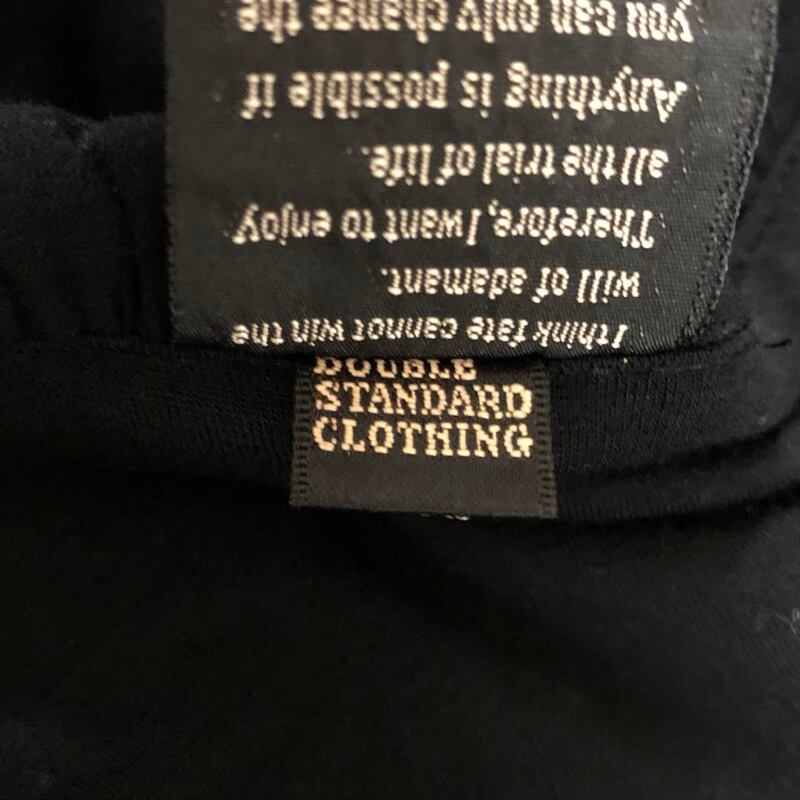 I think fate cannot win the
will of adamant.
Therefore, I want to enjoy
all the trial of life.
Anything is possible if
you can only change the
DOUBLE
STANDARD
CLOTHING